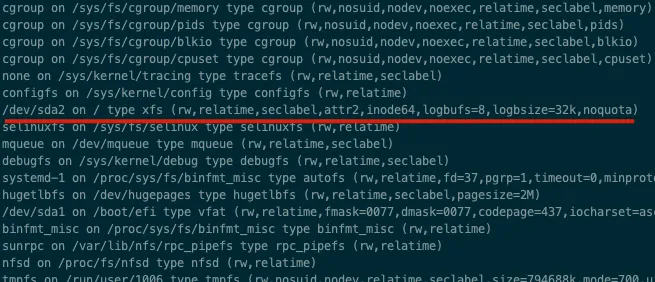 cgroup on /sys/fs/cgroup/memory type cgroup (rw,nosuid,nodev,noexec,relatime,seclabel,memory)
cgroup on /sys/fs/cgroup/pids type cgroup (rw,nosuid,nodev,noexec,relatime,seclabel,pids)
cgroup on /sys/fs/cgroup/blkio type cgroup (rw,nosuid,nodev,noexec,relatime,seclabel,blkio)
cgroup on /sys/fs/cgroup/cpuset type cgroup (rw,nosuid,nodev,noexec,relatime,seclabel,cpuset)
none on /sys/kernel/tracing type tracefs (rw,relatime,seclabel)
configfs on /sys/kernel/config type configfs (rw,relatime)
/dev/sda2 on / type xfs (rw,relatime,seclabel,attr2,inode64,logbufs=8,logbsize=32k,noquota)
selinuxfs on /sys/fs/selinux type selinuxfs (rw,relatime)
mqueue on /dev/mqueue type mqueue (rw,relatime,seclabel)
debugfs on /sys/kernel/debug type debugfs (rw,relatime,seclabel)
systemd-1 on /proc/sys/fs/binfmt_misc type autofs (rw,relatime,fd=37,pgrp=1,timeout=0,minproto
hugetlbfs on /dev/hugepages type hugetlbfs (rw,relatime,seclabel,pagesize=2M)
/dev/sda1 on /boot/efi type vfat (rw,relatime,fmask=0077,dmask=0077,codepage=437,iocharset=asc
binfmt_misc on /proc/sys/fs/binfmt_misc type binfmt_misc (rw,relatime)
sunrpc on /var/lib/nfs/rpc_pipefs type rpc_pipefs (rw,relatime)
nfsd on /proc/fs/nfsd type nfsd (rw,relatime)
tmpfs on /run/user/1006 type tmpfs (rw,nosuid,nodev,relatime,seclabel,size=794688k,mode=700,u